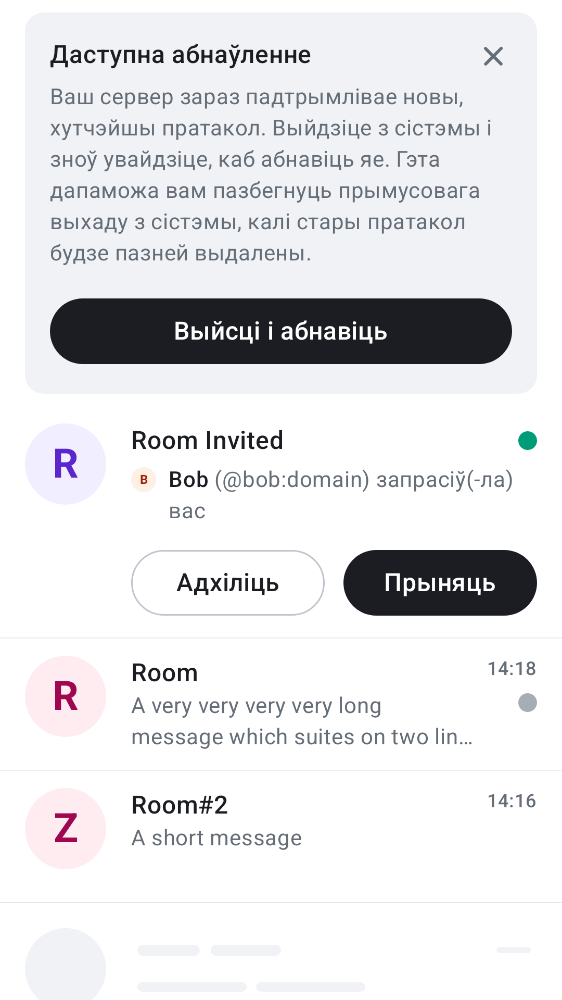 Даступна абнаўленне
Ваш сервер зараз падтрымлівае новы,
хутчэйшы пратакол. Выйдзіце з сістэмы і
зноў увайдзіце, каб абнавіць яе. Гэта
дапаможа вам пазбегнуць прымусовага
выхаду з сістэмы, калі стары пратакол
будзе пазней выдалены.
Выйсці і абнавіць
R
Room Invited
B
Bob (@bob:domain) запрасіў(-ла)
вас
Адхіліць
Прыняць
R
Room
14:18
A very very very very long
message which suites on two lin…
Z
Room#2
14:16
A short message